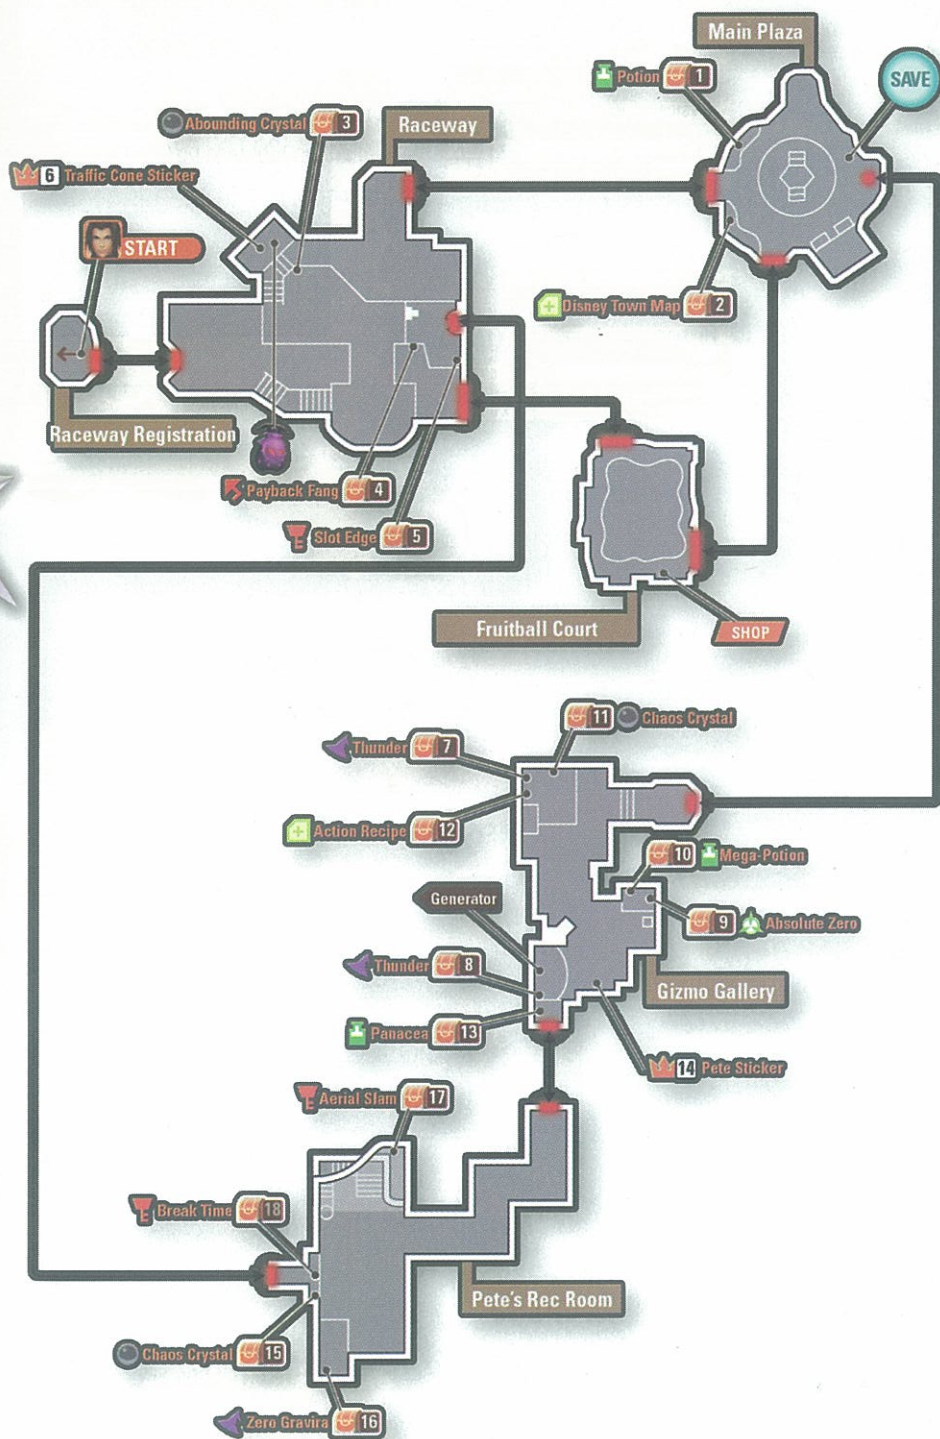 Main Plaza
Potion 1
SAVE
Abounding Crystal 3
Raceway
6 Traffic Cone Sticker
START
Disney Town Map 2
Raceway Registration
Payback Fang 4
Slot Edge 5
Fruitball Court
SHOP
11 Chaos Crystal
Thunder 7
Action Recipe 12
10 Mega-Potion
Generator
9 Absolute Zero
Thunder 8
Gizmo Gallery
Panacea 13
14 Pete Sticker
Aerial Slam 17
Break Time 18
Pete's Rec Room
Chaos Crystal 15
Zero Gravira 16